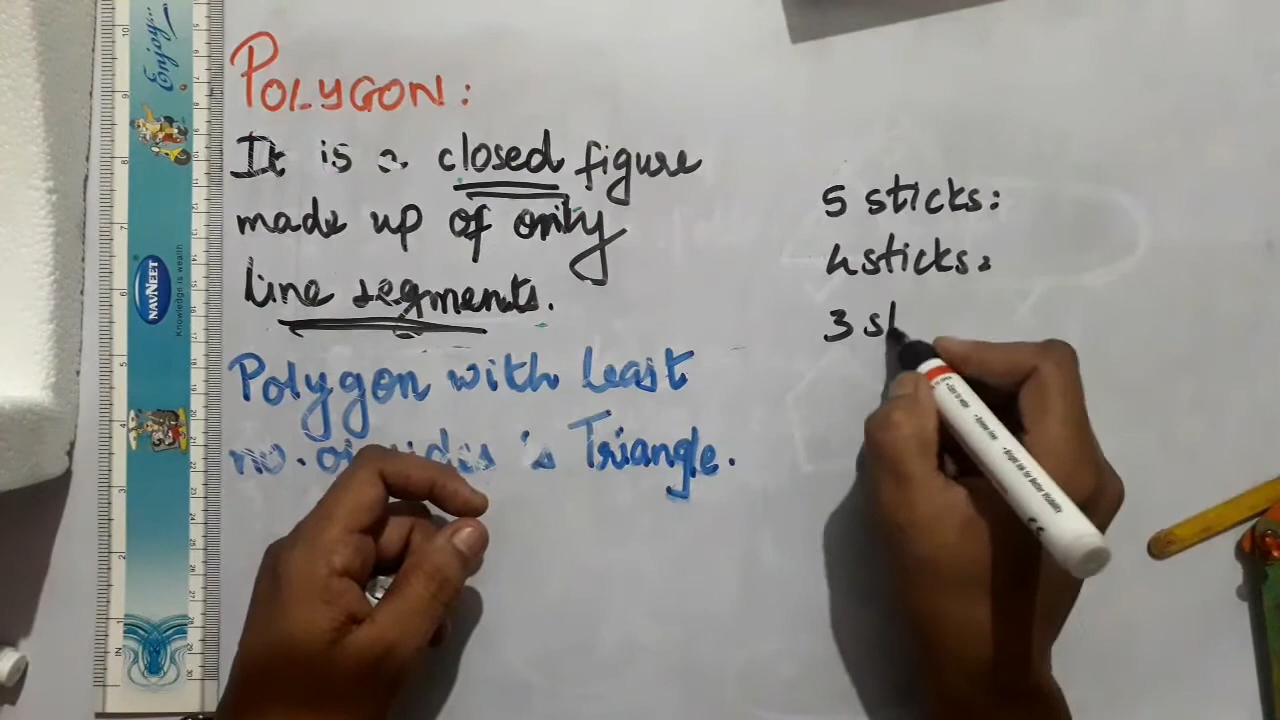 Enjoy...
NAVNEET
Knowledge is wealth
POLYGON:
It is a closed figure
made up of only
line segments.
Polygon with least
no. of sides is Triangle.
5 sticks:
4 sticks:
3 st